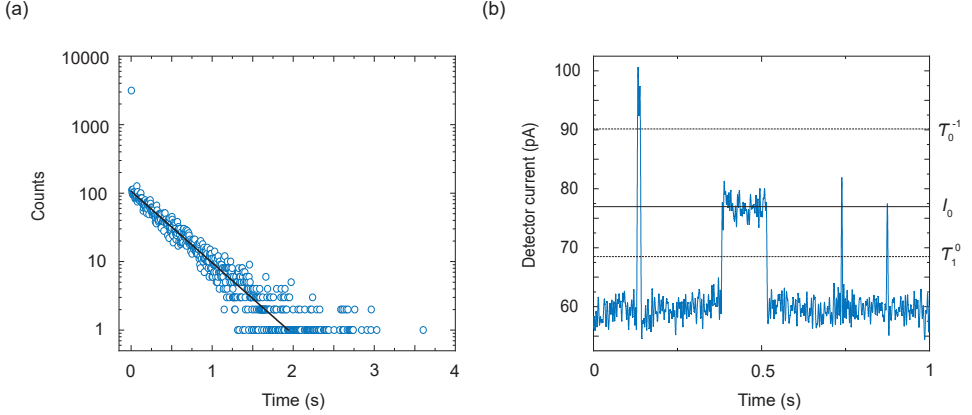 (a)
Counts
10000
1000
100
10
1
0
1
2
3
4
Time (s)
(b)
Detector current (pA)
100
90
80
70
60
0
0.5
1
Time (s)
𝒯₀⁻¹
I₀
𝒯₁⁰